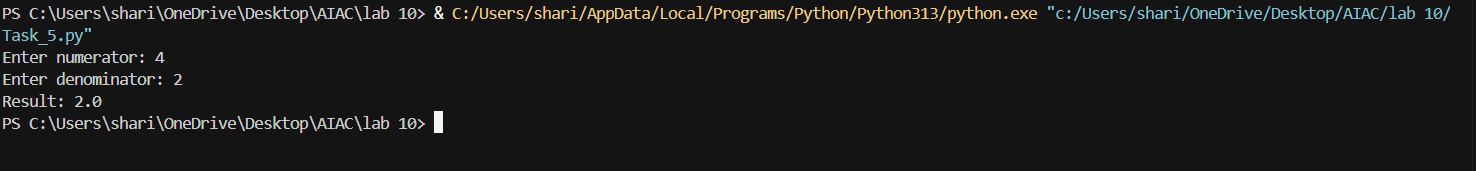 PS C:\Users\shari\OneDrive\Desktop\AIAC\lab 10> & C:/Users/shari/AppData/Local/Programs/Python/Python313/python.exe "c:/Users/shari/OneDrive/Desktop/AIAC/lab 10/
Task_5.py"
Enter numerator: 4
Enter denominator: 2
Result: 2.0
PS C:\Users\shari\OneDrive\Desktop\AIAC\lab 10>